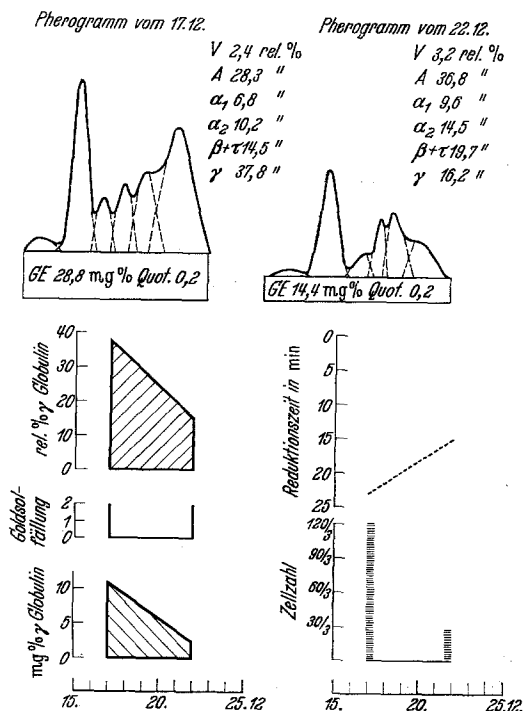 Pherogramm vom 17.12.
V 2,4 rel. %
A 28,3 "
α1 6,8 "
α2 10,2 "
β+τ 14,5 "
γ 37,8 "
GE 28,8 mg% Quot. 0,2
Pherogramm vom 22.12.
V 3,2 rel. %
A 36,8 "
α1 9,6 "
α2 14,5 "
β+τ 19,7 "
γ 16,2 "
GE 14,4 mg% Quot. 0,2
rel. % γ Globulin
40
30
20
10
0
Goldsol-
fällung
2
1
0
mg % γ Globulin
10
5
0
15. 20. 25.12.
Reduktionszeit in min
0
5
10
15
20
25
Zellzahl
120/3
90/3
60/3
30/3
15. 20. 25.12.